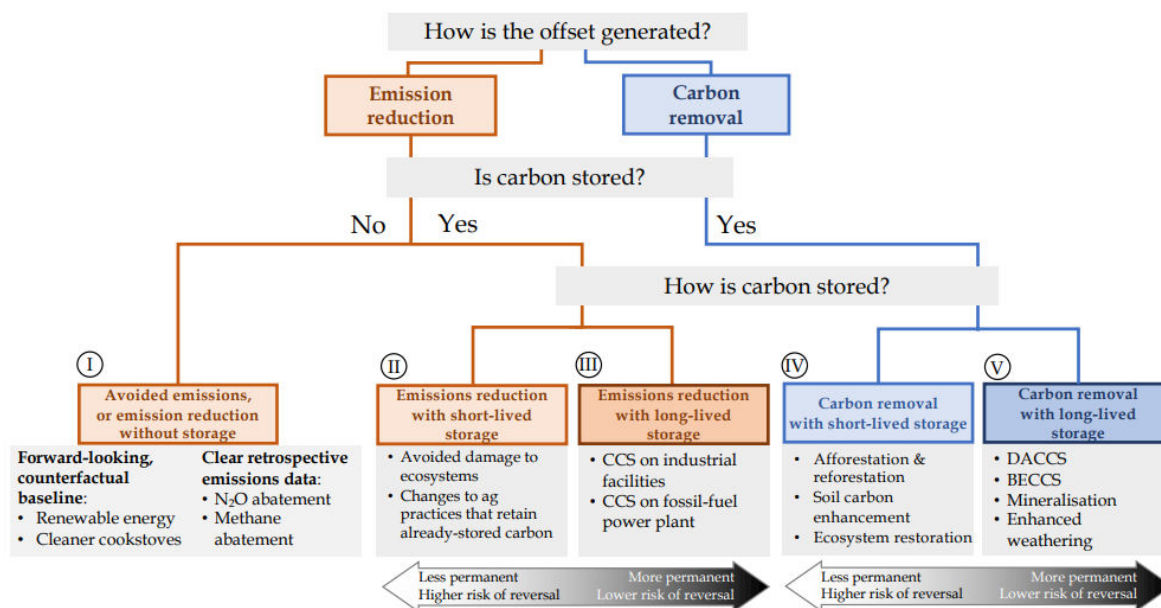 How is the offset generated?
Emission
reduction
Carbon
removal
Is carbon stored?
No
Yes
Yes
How is carbon stored?
I
Avoided emissions,
or emission reduction
without storage
Forward-looking,
counterfactual
baseline:
• Renewable energy
• Cleaner cookstoves
Clear retrospective
emissions data:
• N₂O abatement
• Methane
abatement
II
Emissions reduction
with short-lived
storage
• Avoided damage to
ecosystems
• Changes to ag
practices that retain
already-stored carbon
III
Emissions reduction
with long-lived
storage
• CCS on industrial
facilities
• CCS on fossil-fuel
power plant
Less permanent
Higher risk of reversal
More permanent
Lower risk of reversal
IV
Carbon removal
with short-lived storage
• Afforestation &
reforestation
• Soil carbon
enhancement
• Ecosystem restoration
V
Carbon removal
with long-lived
storage
• DACCS
• BECCS
• Mineralisation
• Enhanced
weathering
Less permanent
Higher risk of reversal
More permanent
Lower risk of reversal